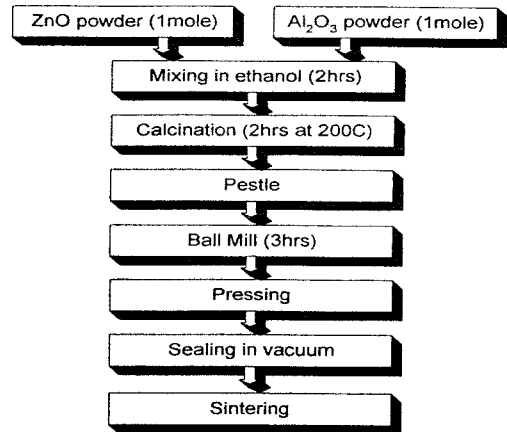 ZnO powder (1mole)
Al₂O₃ powder (1mole)
Mixing in ethanol (2hrs)
Calcination (2hrs at 200C)
Pestle
Ball Mill (3hrs)
Pressing
Sealing in vacuum
Sintering